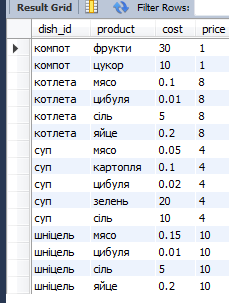 Result Grid Filter Rows:
dish_id product cost price
компот фрукти 30 1
компот цукор 10 1
котлета мясо 0.1 8
котлета цибуля 0.01 8
котлета сіль 5 8
котлета яйце 0.2 8
суп мясо 0.05 4
суп картопля 0.1 4
суп цибуля 0.02 4
суп зелень 20 4
суп сіль 10 4
шніцель мясо 0.15 10
шніцель цибуля 0.01 10
шніцель сіль 5 10
шніцель яйце 0.2 10